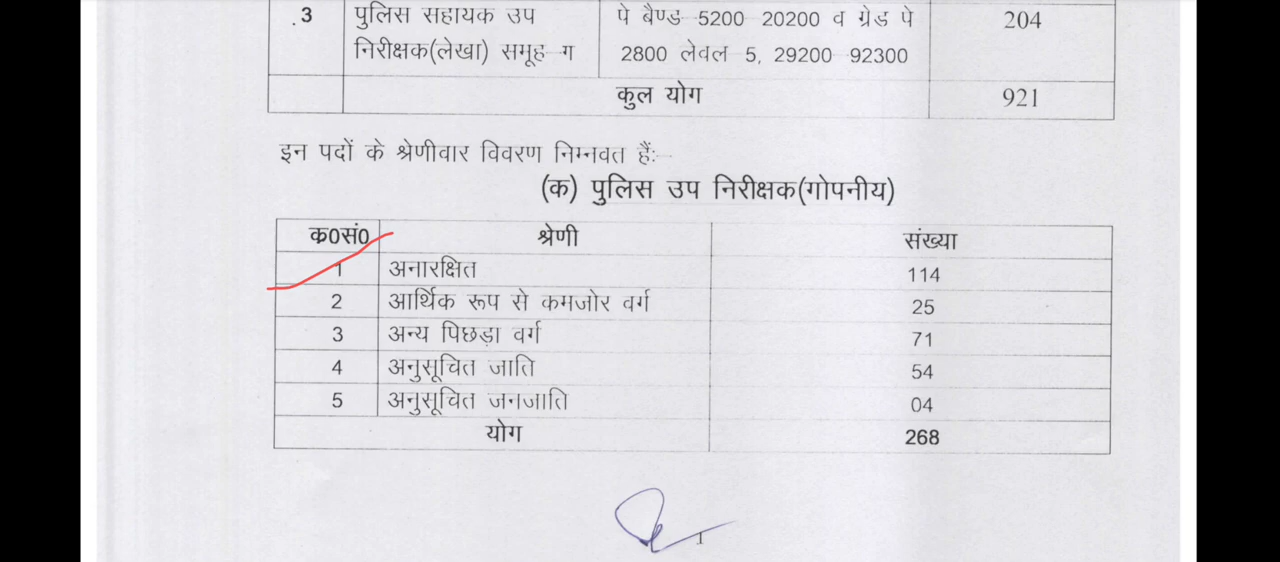 .3 पुलिस सहायक उप पे बैण्ड 5200 20200 व ग्रेड पे 204
निरीक्षक(लेखा) समूह ग 2800 लेवल 5, 29200 92300
कुल योग 921
इन पदों के श्रेणीवार विवरण निम्नवत हैं:-
(क) पुलिस उप निरीक्षक(गोपनीय)
क0सं0 श्रेणी संख्या
1 अनारक्षित 114
2 आर्थिक रूप से कमजोर वर्ग 25
3 अन्य पिछड़ा वर्ग 71
4 अनुसूचित जाति 54
5 अनुसूचित जनजाति 04
योग 268
1